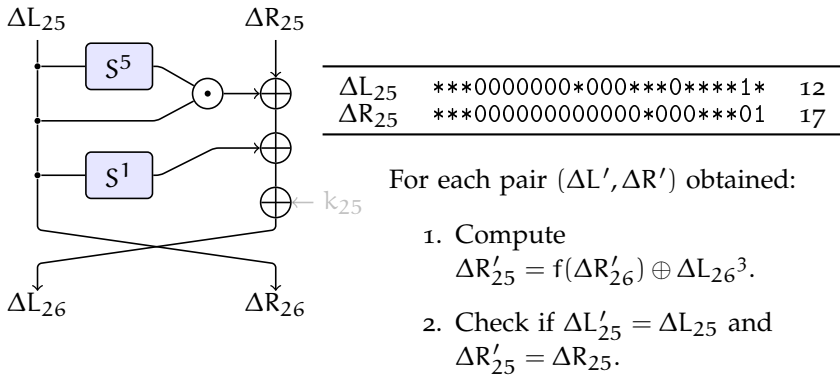 ΔL₂₅ ΔR₂₅
S⁵
S¹
k₂₅
ΔL₂₆ ΔR₂₆
ΔL₂₅ ***0000000*000***0****1* 12
ΔR₂₅ ***000000000000*000***01 17
For each pair (ΔL′, ΔR′) obtained:
1. Compute
ΔR′₂₅ = f(ΔR′₂₆) ⊕ ΔL₂₆³.
2. Check if ΔL′₂₅ = ΔL₂₅ and
ΔR′₂₅ = ΔR₂₅.